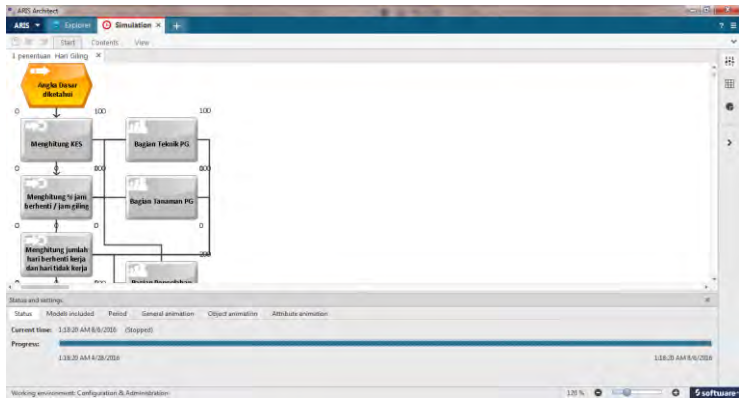 ARIS Architect
ARIS Explorer Simulation × +
Start Contents View
1 penentuan Hari Giling ×
Angka Dasar
diketahui
0 100 100
Menghitung KES
Bagian Teknik PG
0 0 800 800
Menghitung % jam
berhenti / jam giling
Bagian Tanaman PG
0 0 0 0
Menghitung jumlah
hari berhenti kerja
dan hari tidak kerja
200
Status and settings
Status Models included Period General animation Object animation Attribute animation
Current time: 1:18:20 AM 8/6/2016 (Stopped)
Progress:
1:18:20 AM 4/28/2016 1:18:20 AM 8/6/2016
Working environment: Configuration & Administration
software